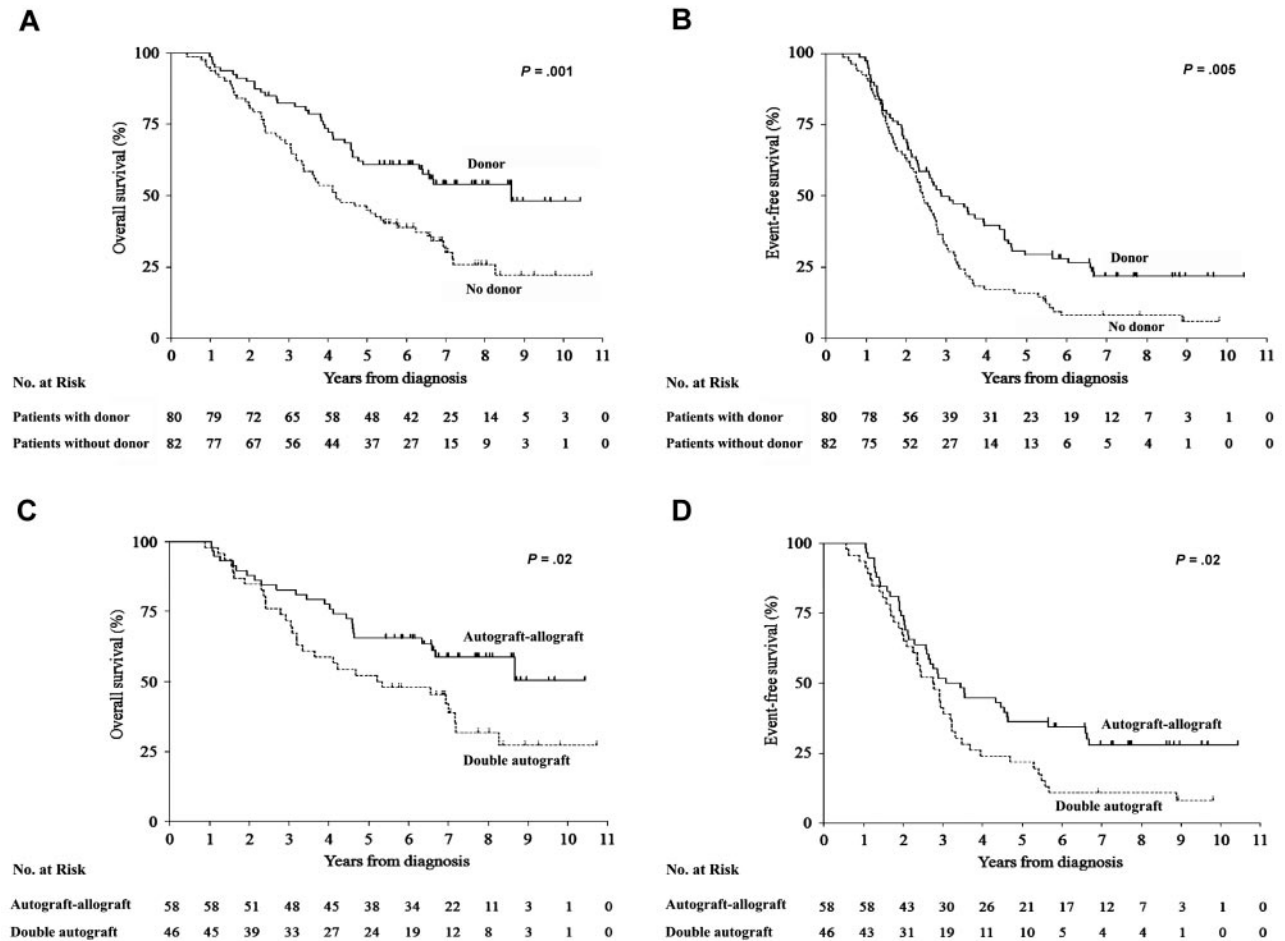 A
Overall survival (%)
100
75
50
25
0
P = .001
Donor
No donor
0 1 2 3 4 5 6 7 8 9 10 11
Years from diagnosis
No. at Risk
Patients with donor 80 79 72 65 58 48 42 25 14 5 3 0
Patients without donor 82 77 67 56 44 37 27 15 9 3 1 0
B
Event-free survival (%)
100
75
50
25
0
P = .005
Donor
No donor
0 1 2 3 4 5 6 7 8 9 10 11
Years from diagnosis
No. at Risk
Patients with donor 80 78 56 39 31 23 19 12 7 3 1 0
Patients without donor 82 75 52 27 14 13 6 5 4 1 0 0
C
Overall survival (%)
100
75
50
25
0
P = .02
Autograft-allograft
Double autograft
0 1 2 3 4 5 6 7 8 9 10 11
Years from diagnosis
No. at Risk
Autograft-allograft 58 58 51 48 45 38 34 22 11 3 1 0
Double autograft 46 45 39 33 27 24 19 12 8 3 1 0
D
Event-free survival (%)
100
75
50
25
0
P = .02
Autograft-allograft
Double autograft
0 1 2 3 4 5 6 7 8 9 10 11
Years from diagnosis
No. at Risk
Autograft-allograft 58 58 43 30 26 21 17 12 7 3 1 0
Double autograft 46 43 31 19 11 10 5 4 4 1 0 0